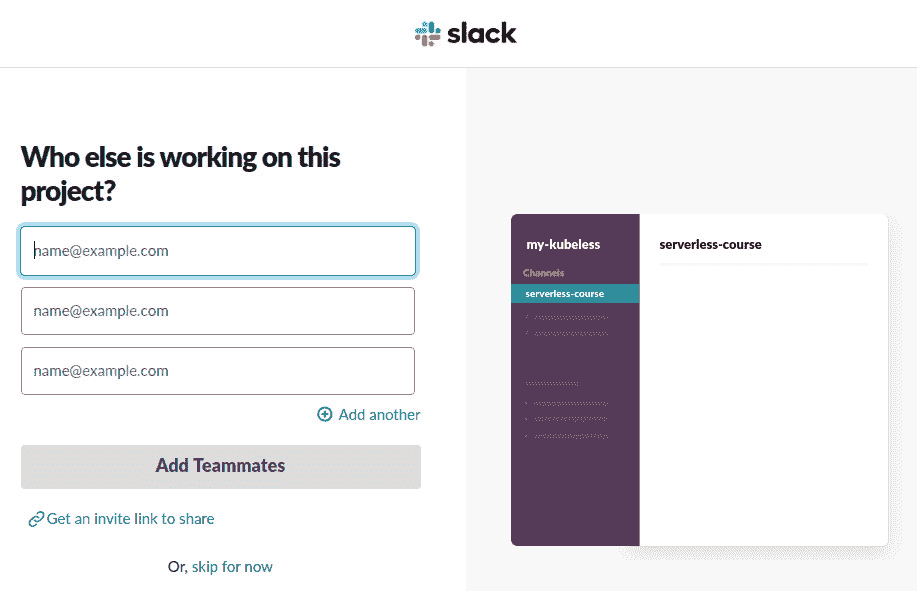 slack
Who else is working on this
project?
name@example.com
name@example.com
name@example.com
Add another
Add Teammates
Get an invite link to share
Or, skip for now
my-kubeless
Channels
serverless-course
serverless-course